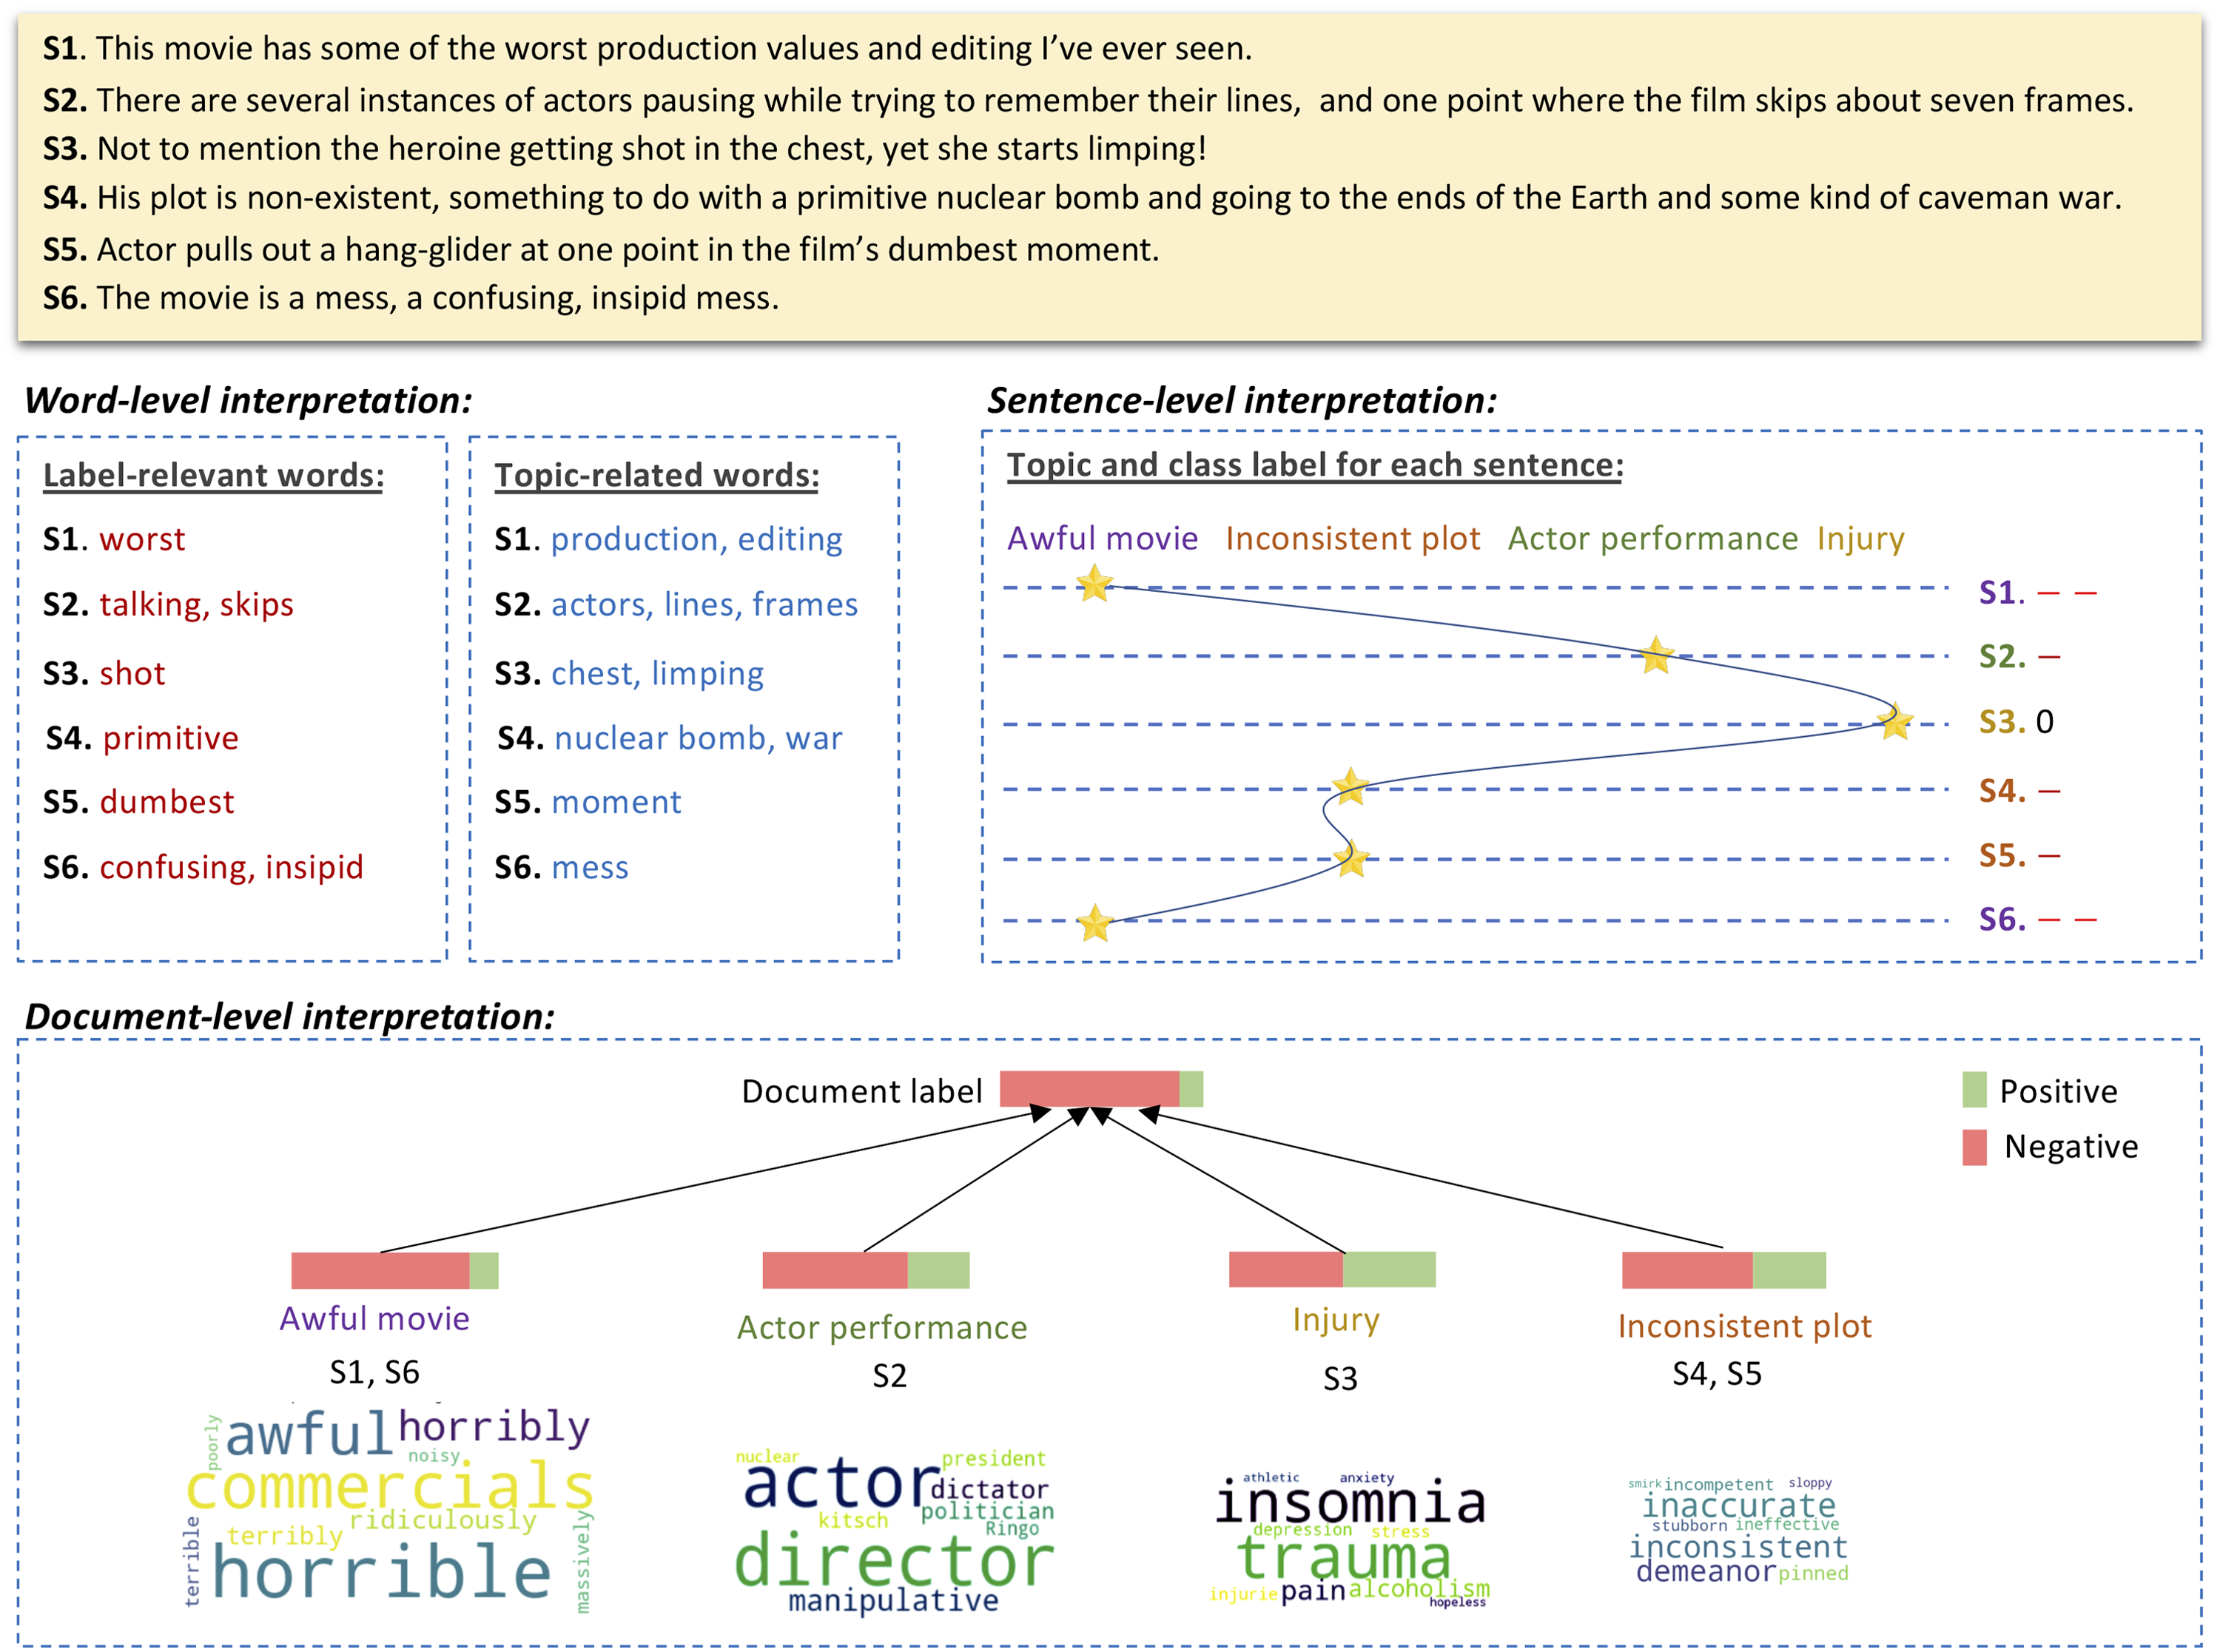 S1. This movie has some of the worst production values and editing I’ve ever seen.
S2. There are several instances of actors pausing while trying to remember their lines, and one point where the film skips about seven frames.
S3. Not to mention the heroine getting shot in the chest, yet she starts limping!
S4. His plot is non-existent, something to do with a primitive nuclear bomb and going to the ends of the Earth and some kind of caveman war.
S5. Actor pulls out a hang-glider at one point in the film’s dumbest moment.
S6. The movie is a mess, a confusing, insipid mess.
Word-level interpretation:
Label-relevant words:
S1. worst
S2. talking, skips
S3. shot
S4. primitive
S5. dumbest
S6. confusing, insipid
Topic-related words:
S1. production, editing
S2. actors, lines, frames
S3. chest, limping
S4. nuclear bomb, war
S5. moment
S6. mess
Sentence-level interpretation:
Topic and class label for each sentence:
Awful movie Inconsistent plot Actor performance Injury
S1. — —
S2. —
S3. 0
S4. —
S5. —
S6. — —
Document-level interpretation:
Document label
Positive
Negative
Awful movie
S1, S6
Actor performance
S2
Injury
S3
Inconsistent plot
S4, S5
poorly
awful
horribly
noisy
commercials
ridiculously
terribly
terrible
horrible
massively
nuclear
president
actor
dictator
politician
kitsch
Ringo
director
manipulative
athletic
anxiety
insomnia
depression
stress
trauma
injurie
pain
alcoholism
hopeless
smirk
incompetent
sloppy
inaccurate
stubborn
ineffective
inconsistent
demeanor
pinned